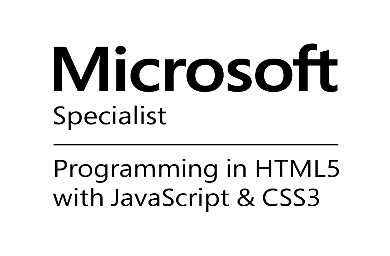 Microsoft
Specialist
Programming in HTML5
with JavaScript & CSS3